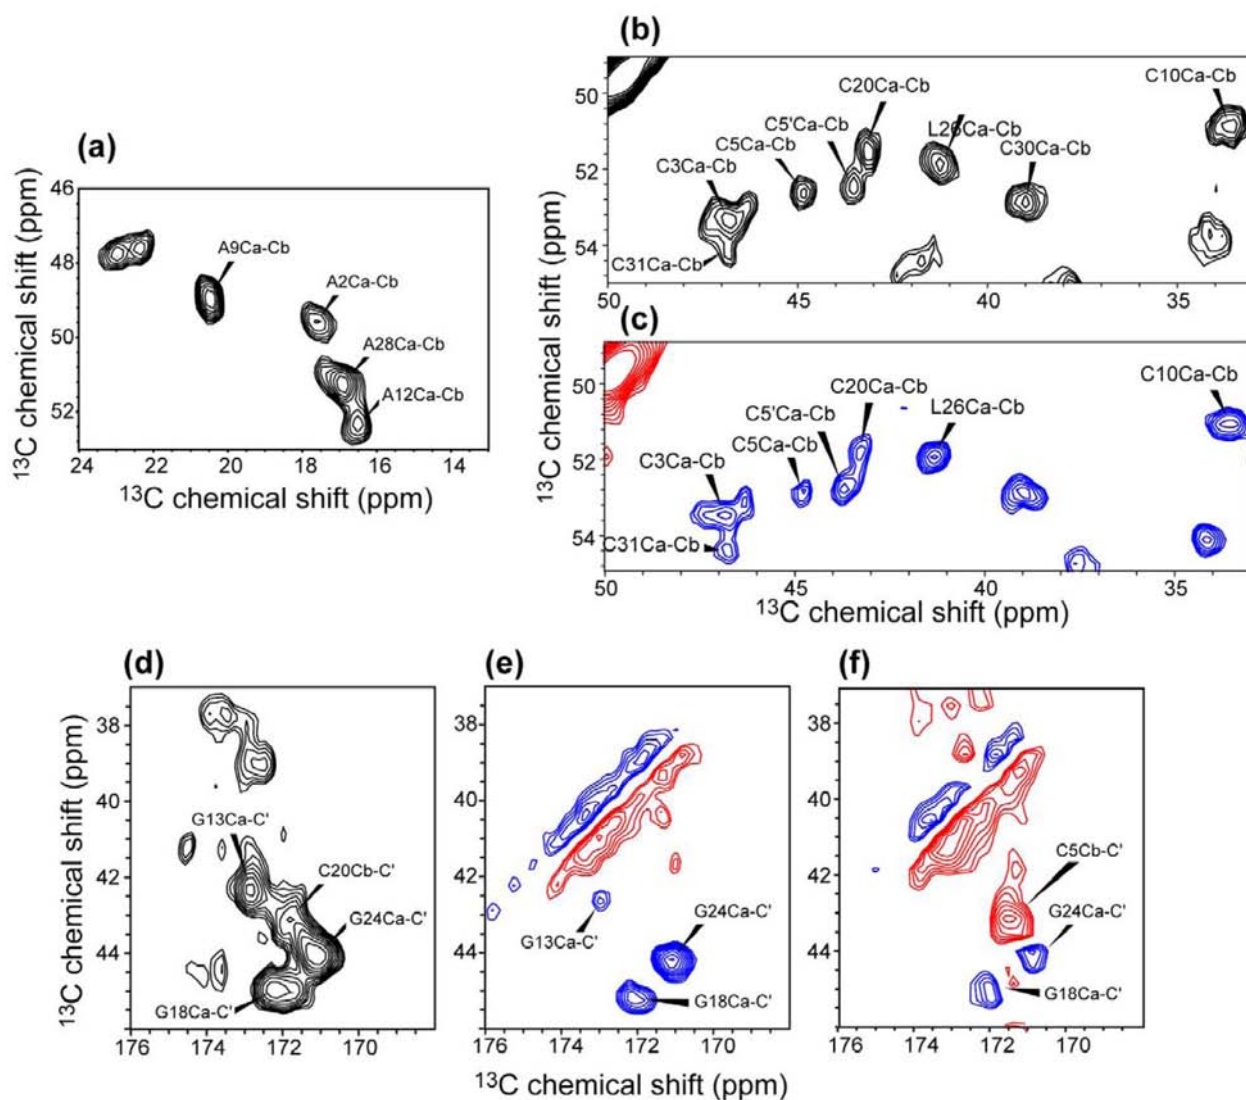 (a)
46
48
50
52
24
22
20
18
16
14
A9Ca-Cb
A2Ca-Cb
A28Ca-Cb
A12Ca-Cb
13C chemical shift (ppm)
13C chemical shift (ppm)
(b)
50
52
54
50
45
40
35
C20Ca-Cb
C10Ca-Cb
C5'Ca-Cb
L26Ca-Cb
C5Ca-Cb
C30Ca-Cb
C3Ca-Cb
C31Ca-Cb
13C chemical shift (ppm)
(c)
50
52
54
50
45
40
35
C20Ca-Cb
C10Ca-Cb
C5'Ca-Cb
L26Ca-Cb
C5Ca-Cb
C3Ca-Cb
C31Ca-Cb
13C chemical shift (ppm)
(d)
38
40
42
44
176
174
172
170
G13Ca-C'
C20Cb-C'
G24Ca-C'
G18Ca-C'
13C chemical shift (ppm)
(e)
38
40
42
44
176
174
172
170
G24Ca-C'
G13Ca-C'
G18Ca-C'
(f)
38
40
42
44
176
174
172
170
C5Cb-C'
G24Ca-C'
G18Ca-C'
13C chemical shift (ppm)